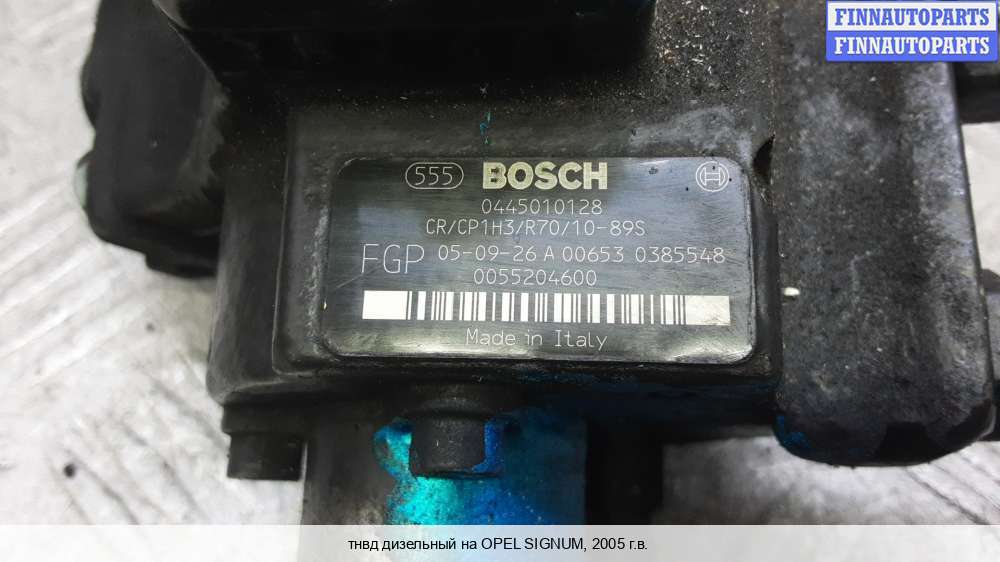 FINNAUTOPARTS
FINNAUTOPARTS
555 BOSCH
0445010128
CR/CP1H3/R70/10-89S
FGP 05-09-26 A 00653 0385548
0055204600
Made in Italy
тнвд дизельный на OPEL SIGNUM, 2005 г.в.